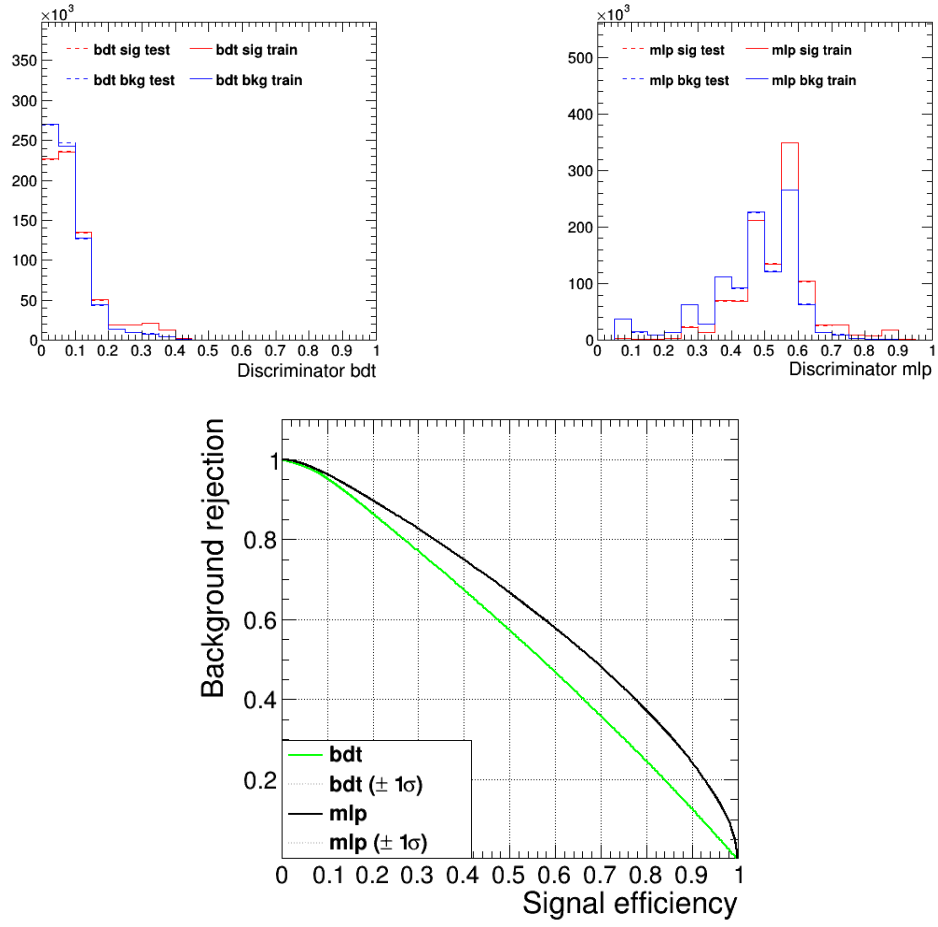 ×10³
bdt sig test
bdt sig train
bdt bkg test
bdt bkg train
350
300
250
200
150
100
50
0
0 0.1 0.2 0.3 0.4 0.5 0.6 0.7 0.8 0.9 1
Discriminator bdt
×10³
mlp sig test
mlp sig train
mlp bkg test
mlp bkg train
500
400
300
200
100
0
0 0.1 0.2 0.3 0.4 0.5 0.6 0.7 0.8 0.9 1
Discriminator mlp
Background rejection
1
0.8
0.6
0.4
0.2
bdt
bdt (± 1σ)
mlp
mlp (± 1σ)
0 0.1 0.2 0.3 0.4 0.5 0.6 0.7 0.8 0.9 1
Signal efficiency